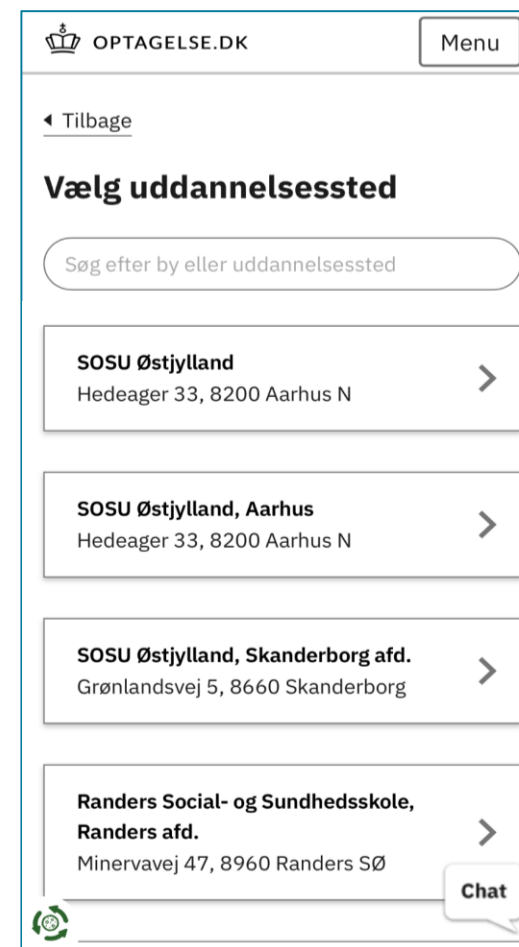 OPTAGELSE.DK
Menu
Tilbage
Vælg uddannelsessted
Søg efter by eller uddannelsessted
SOSU Østjylland
Hedeager 33, 8200 Aarhus N
SOSU Østjylland, Aarhus
Hedeager 33, 8200 Aarhus N
SOSU Østjylland, Skanderborg afd.
Grønlandsvej 5, 8660 Skanderborg
Randers Social- og Sundhedsskole,
Randers afd.
Minervavej 47, 8960 Randers SØ
Chat